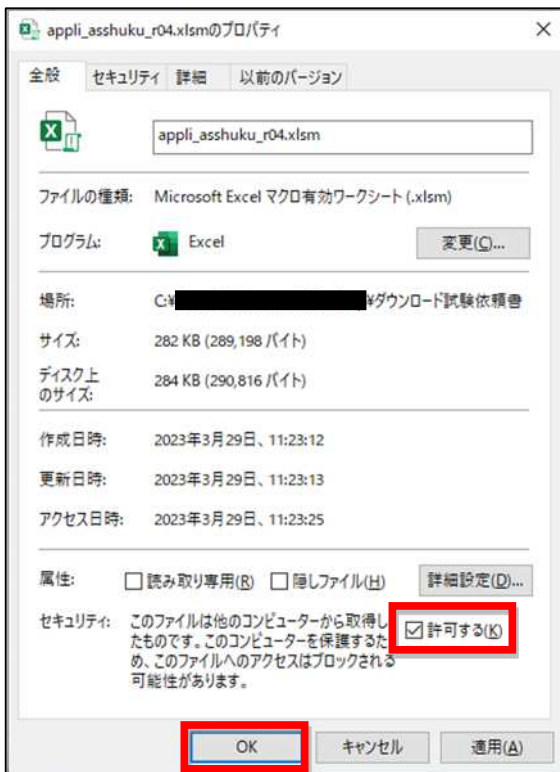 appli_asshuku_r04.xlsmのプロパティ
全般 セキュリティ 詳細 以前のバージョン
appli_asshuku_r04.xlsm
ファイルの種類: Microsoft Excel マクロ有効ワークシート (.xlsm)
プログラム: Excel 変更(C)...
場所: C:¥ ¥ダウンロード試験依頼書
サイズ: 282 KB (289,198 バイト)
ディスク上
のサイズ: 284 KB (290,816 バイト)
作成日時: 2023年3月29日、11:23:12
更新日時: 2023年3月29日、11:23:13
アクセス日時: 2023年3月29日、11:23:25
属性: 読み取り専用(R) 隠しファイル(H) 詳細設定(D)...
セキュリティ: このファイルは他のコンピューターから取得し 許可する(K)
たものです。このコンピューターを保護するた
め、このファイルへのアクセスはブロックされる
可能性があります。
OK キャンセル 適用(A)